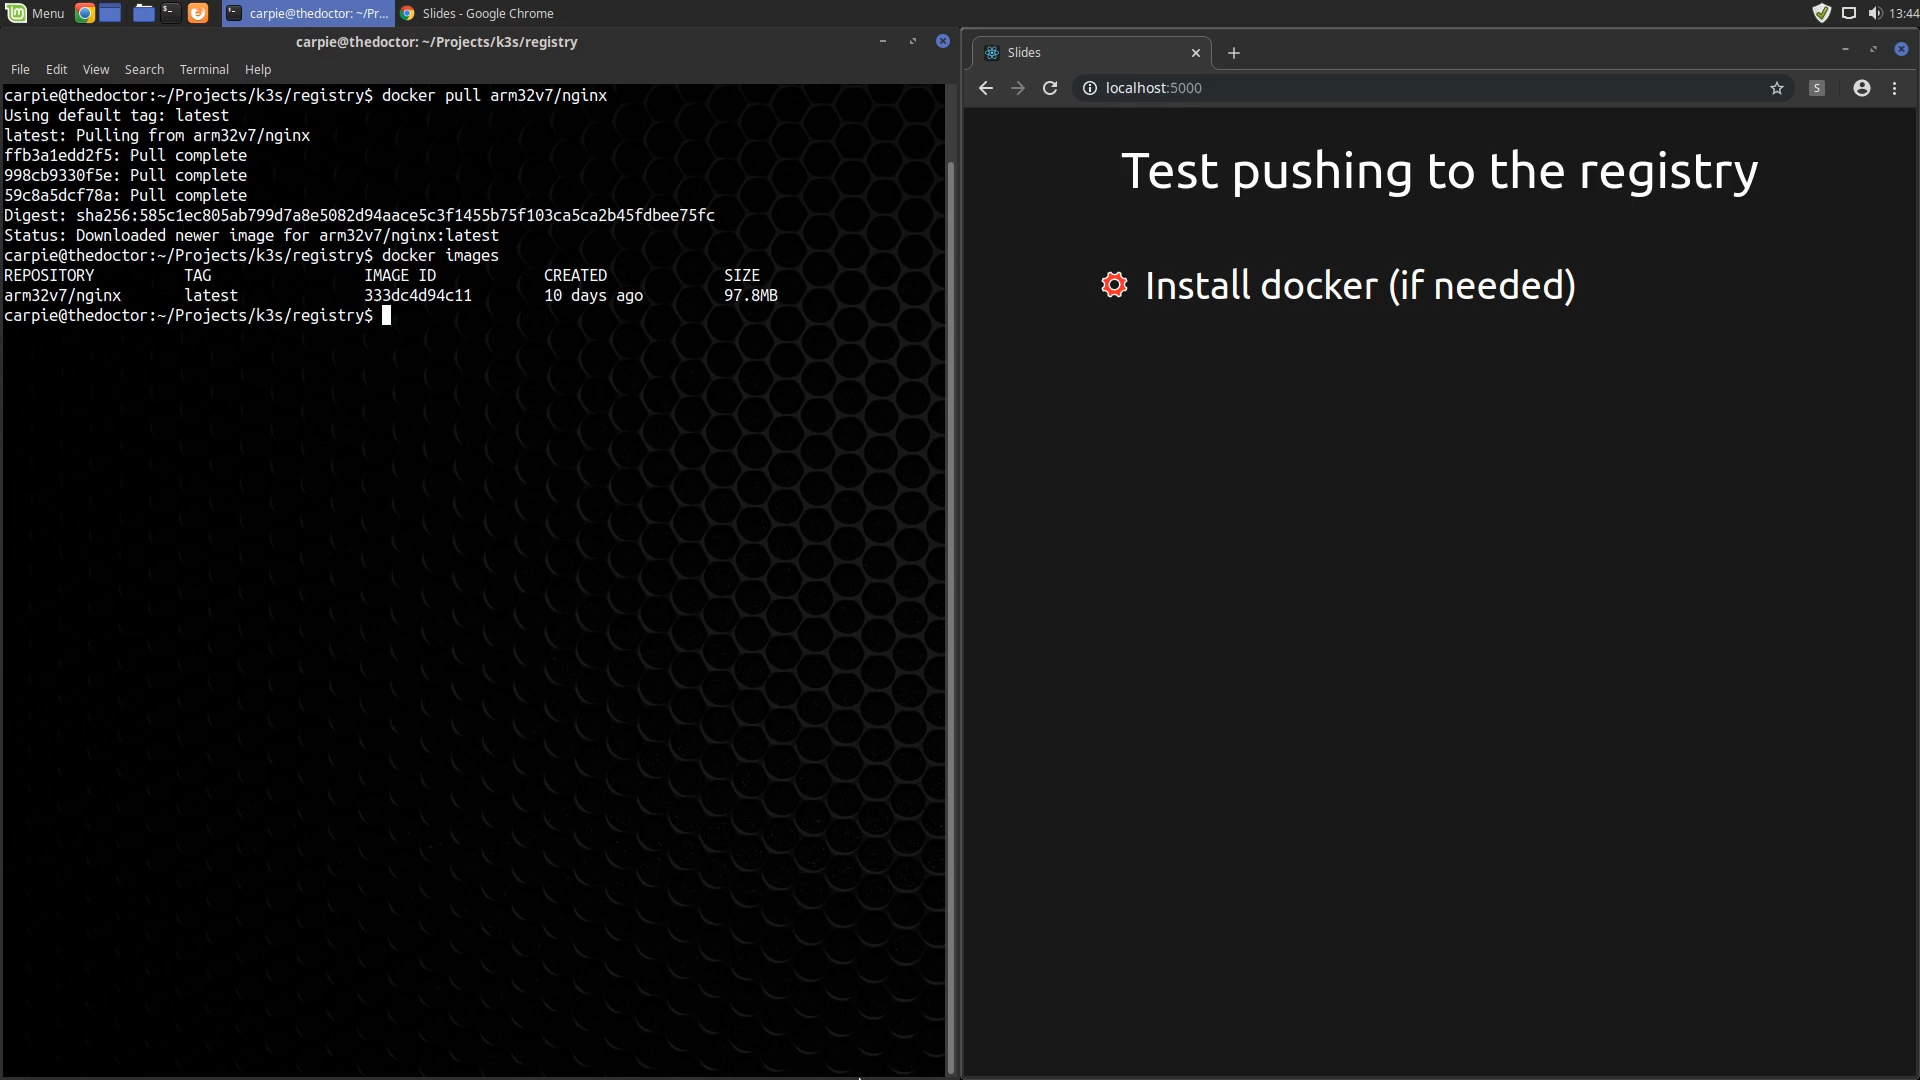 Menu
carpie@thedoctor: ~/Pr...
Slides - Google Chrome
13:44
carpie@thedoctor: ~/Projects/k3s/registry
File Edit View Search Terminal Help
carpie@thedoctor:~/Projects/k3s/registry$ docker pull arm32v7/nginx
Using default tag: latest
latest: Pulling from arm32v7/nginx
ffb3a1edd2f5: Pull complete
998cb9330f5e: Pull complete
59c8a5dcf78a: Pull complete
Digest: sha256:585c1ec805ab799d7a8e5082d94aace5c3f1455b75f103ca5ca2b45fdbee75fc
Status: Downloaded newer image for arm32v7/nginx:latest
carpie@thedoctor:~/Projects/k3s/registry$ docker images
REPOSITORY TAG IMAGE ID CREATED SIZE
arm32v7/nginx latest 333dc4d94c11 10 days ago 97.8MB
carpie@thedoctor:~/Projects/k3s/registry$
Slides
localhost:5000
S
Test pushing to the registry
Install docker (if needed)